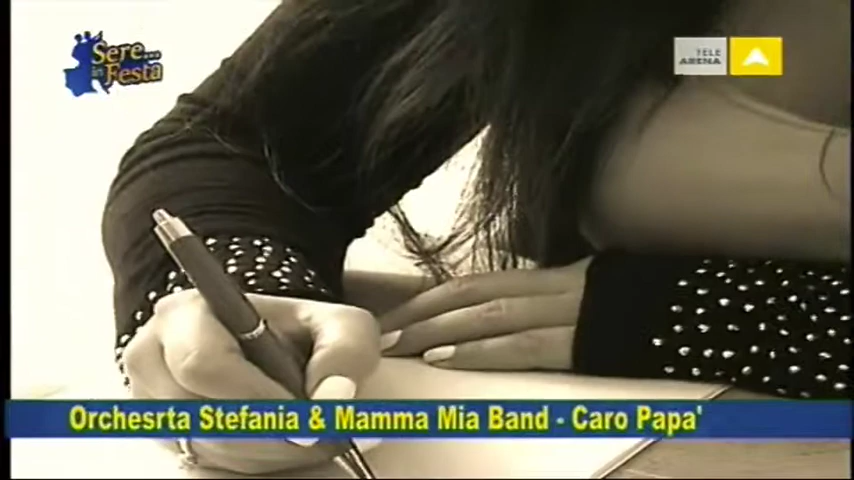 Sere...
in
Festa
TELE
ARENA
Orchesrta Stefania & Mamma Mia Band - Caro Papa'